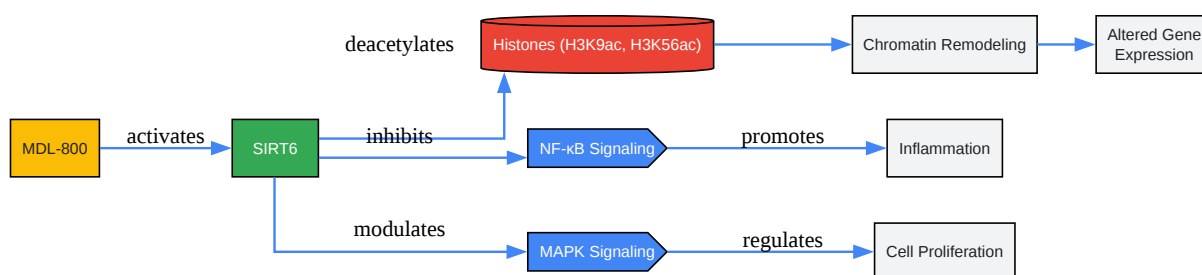 deacetylates
Histones (H3K9ac, H3K56ac)
Chromatin Remodeling
Altered Gene
Expression
MDL-800
activates
SIRT6
inhibits
NF-κB Signaling
promotes
Inflammation
modulates
MAPK Signaling
regulates
Cell Proliferation